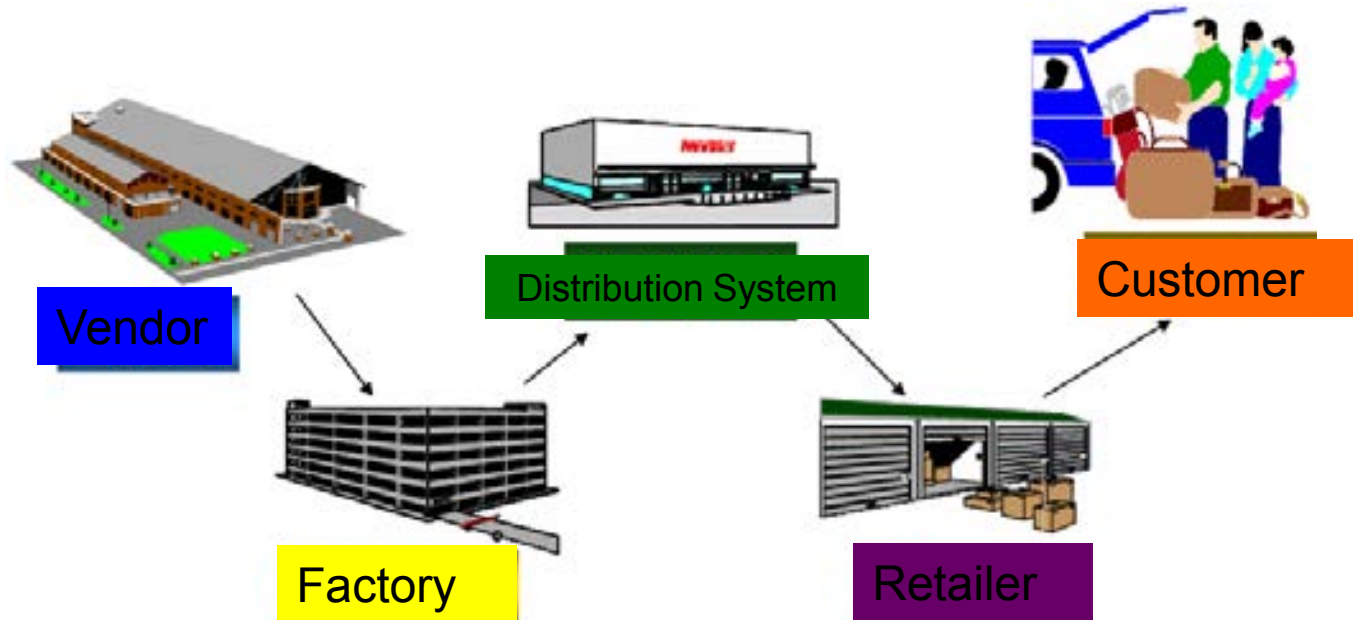 Vendor
Distribution System
Customer
Factory
Retailer